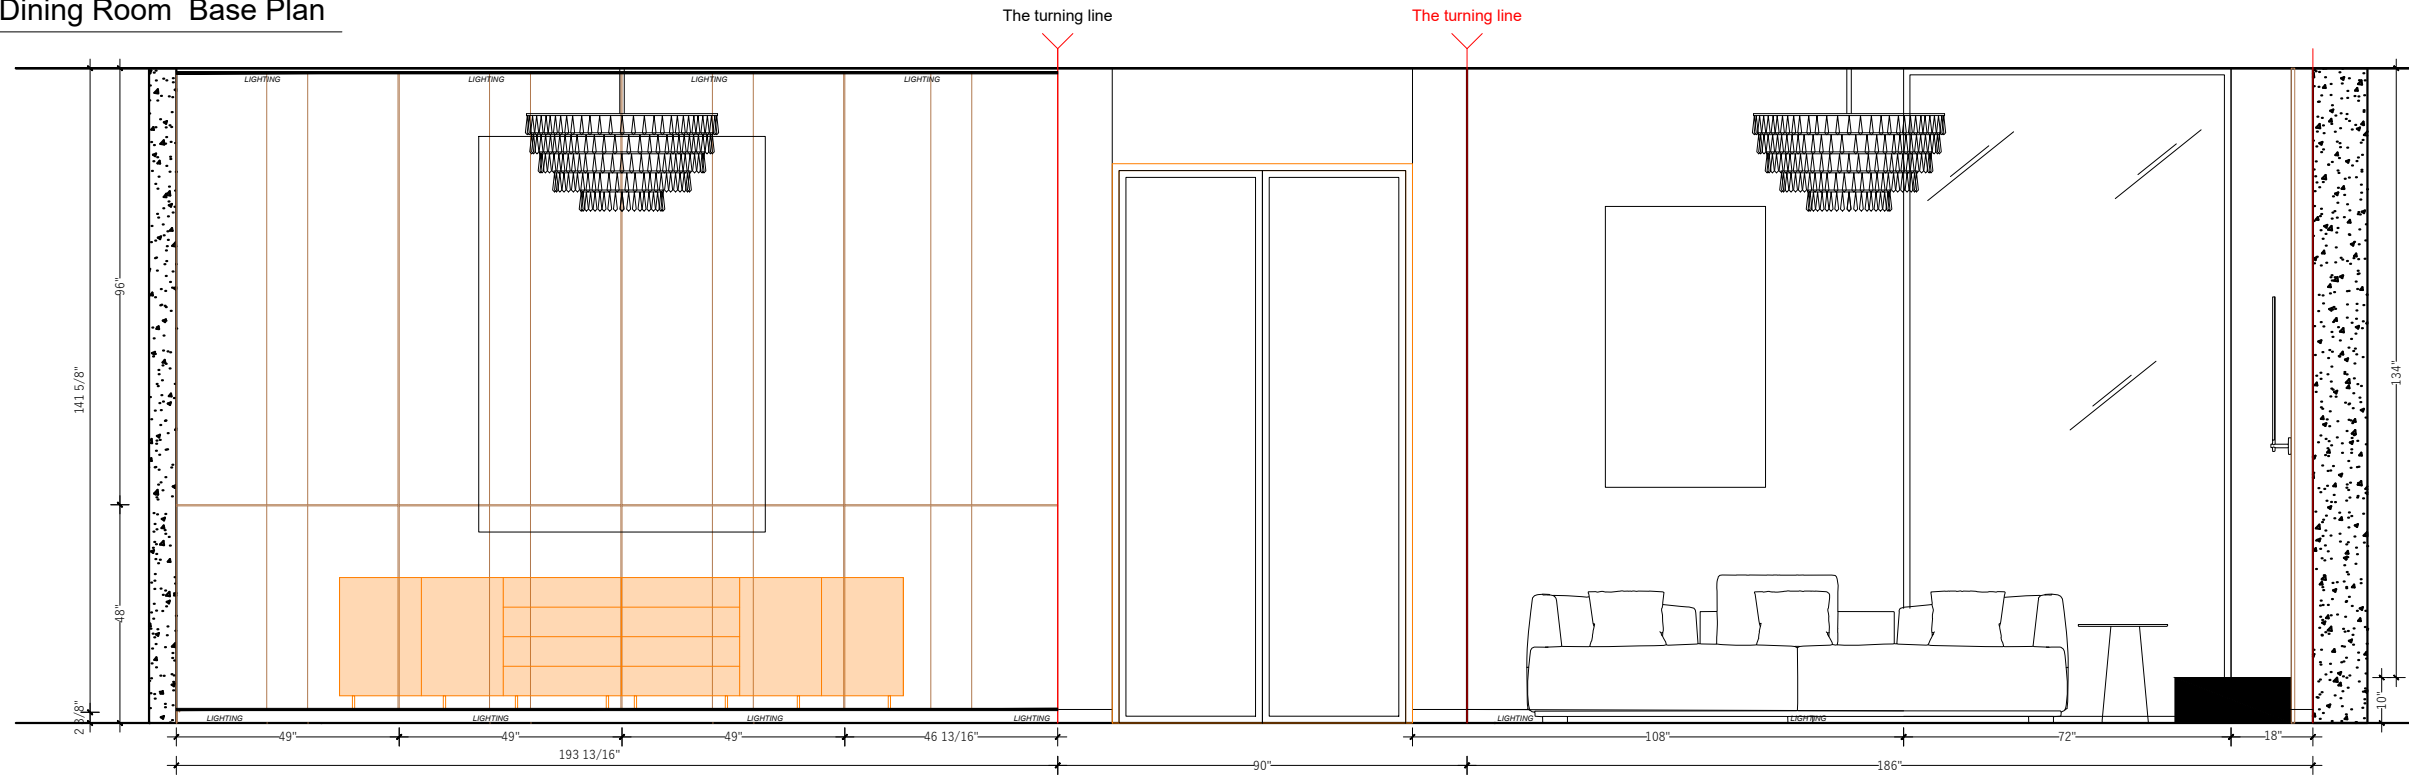 Dining Room Base Plan
The turning line
The turning line
LIGHTING
LIGHTING
LIGHTING
LIGHTING
96"
141 5/8"
134"
48"
10"
2 3/8"
LIGHTING
LIGHTING
LIGHTING
LIGHTING
LIGHTING
LIGHTING
49"
49"
49"
46 13/16"
108"
72"
18"
193 13/16"
90"
186"